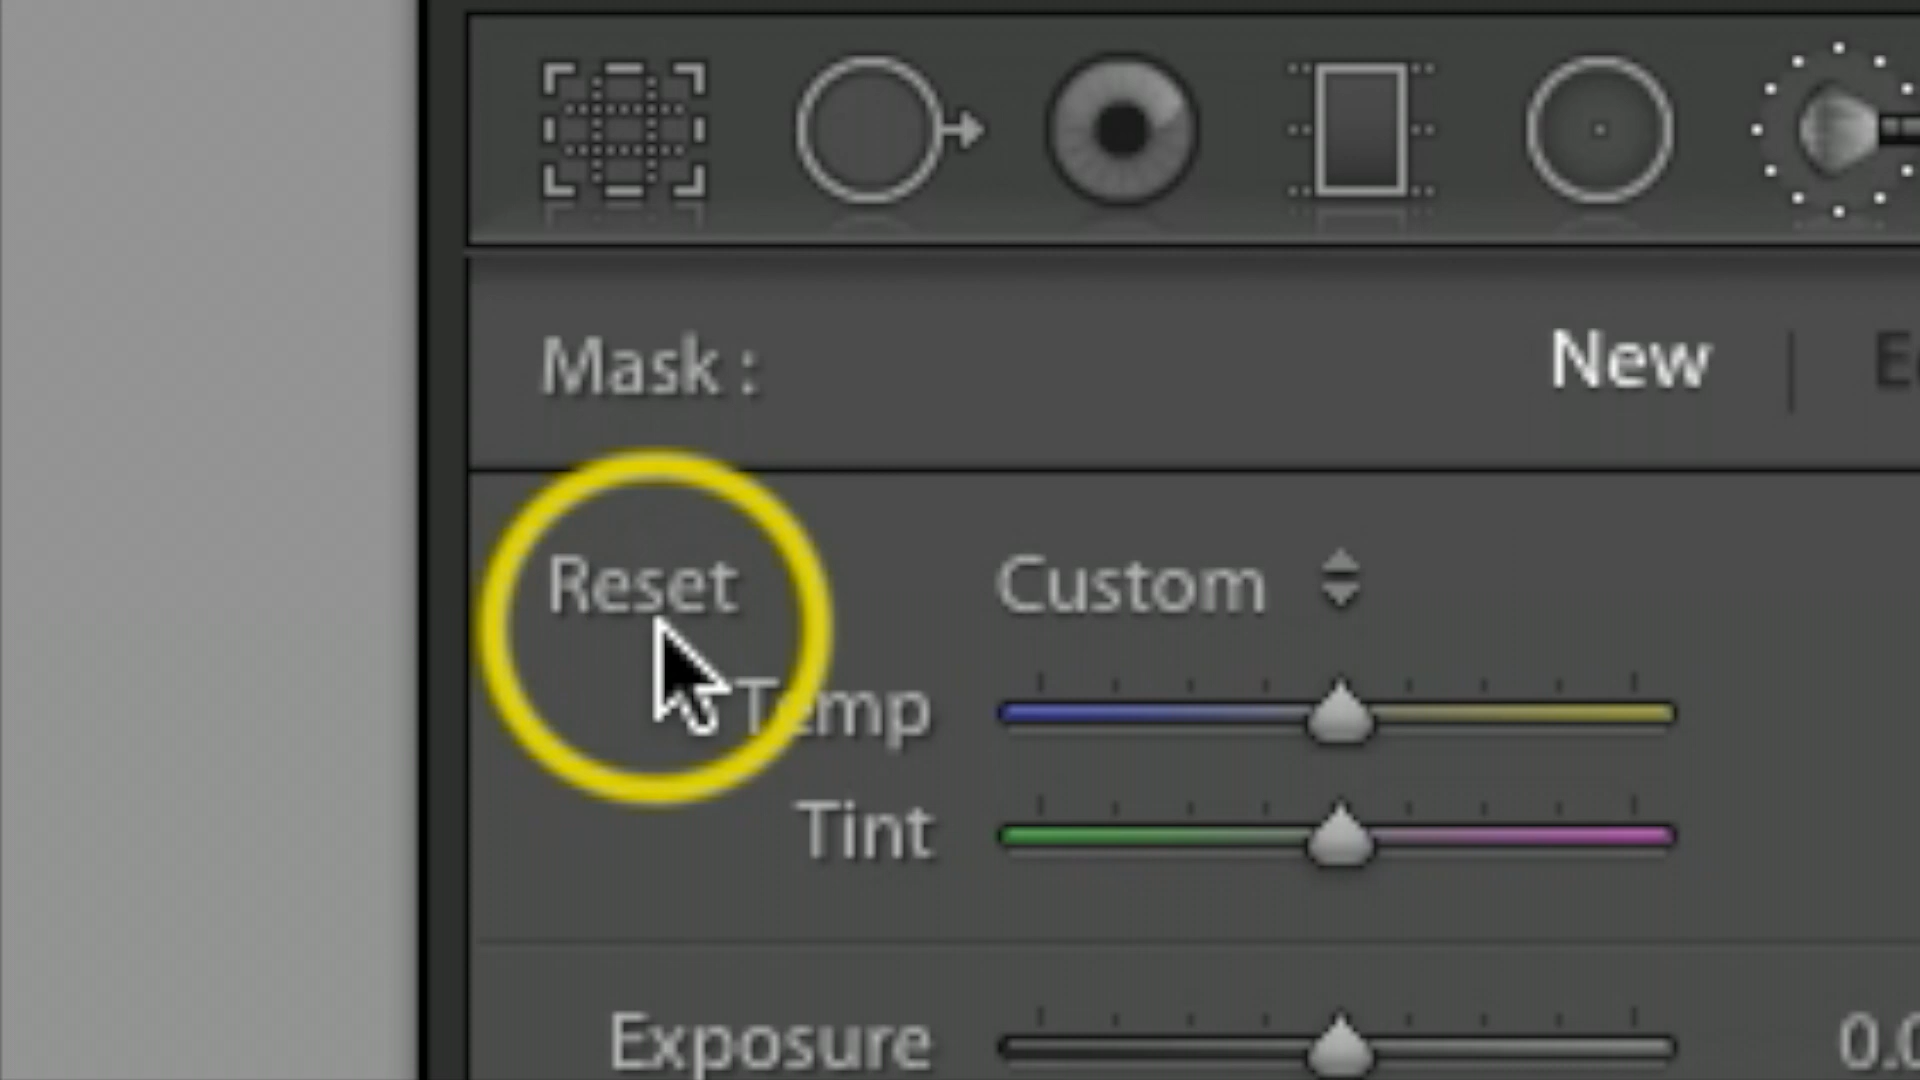 Mask : New |
Reset Custom
Temp
Tint
Exposure